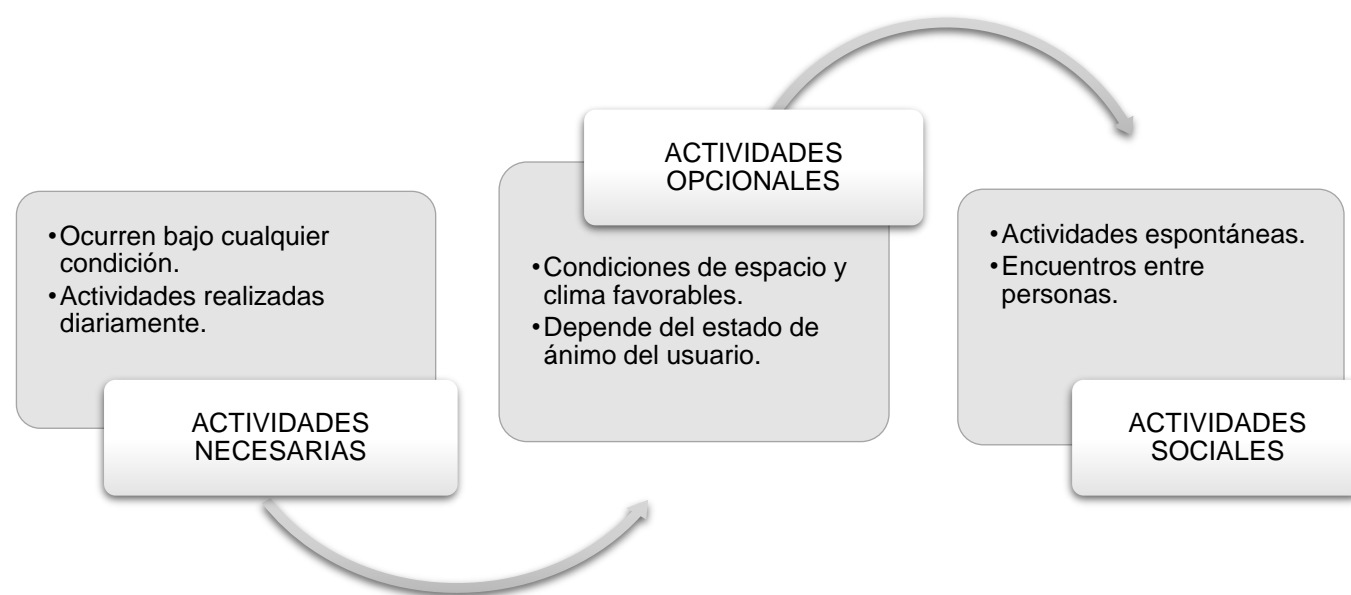 •Ocurren bajo cualquier
condición.
•Actividades realizadas
diariamente.
ACTIVIDADES
NECESARIAS
ACTIVIDADES
OPCIONALES
•Condiciones de espacio y
clima favorables.
•Depende del estado de
ánimo del usuario.
•Actividades espontáneas.
•Encuentros entre
personas.
ACTIVIDADES
SOCIALES